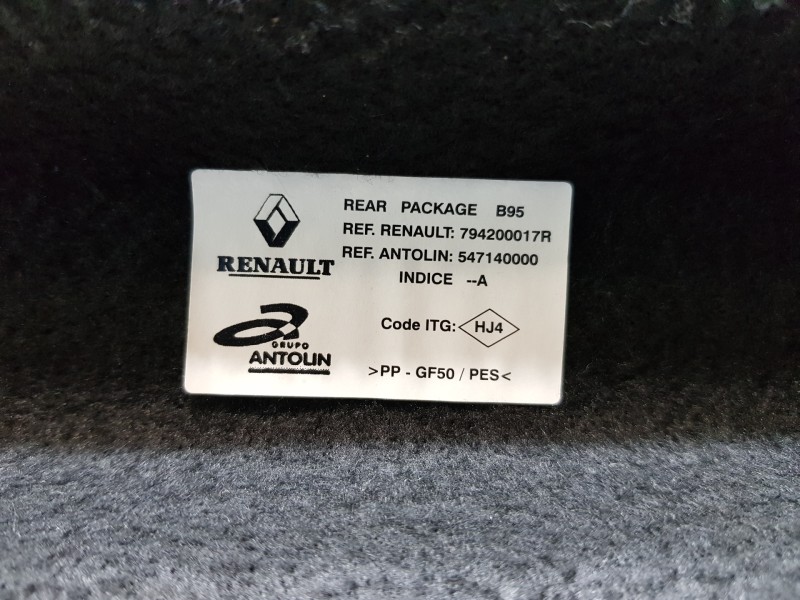 RENAULT
GRUPO
ANTOLIN
REAR PACKAGE B95
REF. RENAULT: 794200017R
REF. ANTOLIN: 547140000
INDICE --A
Code ITG: HJ4
>PP - GF50 / PES<